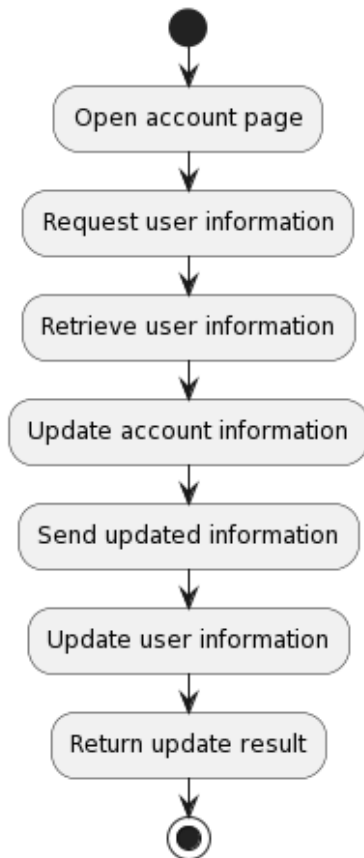 Open account page
Request user information
Retrieve user information
Update account information
Send updated information
Update user information
Return update result